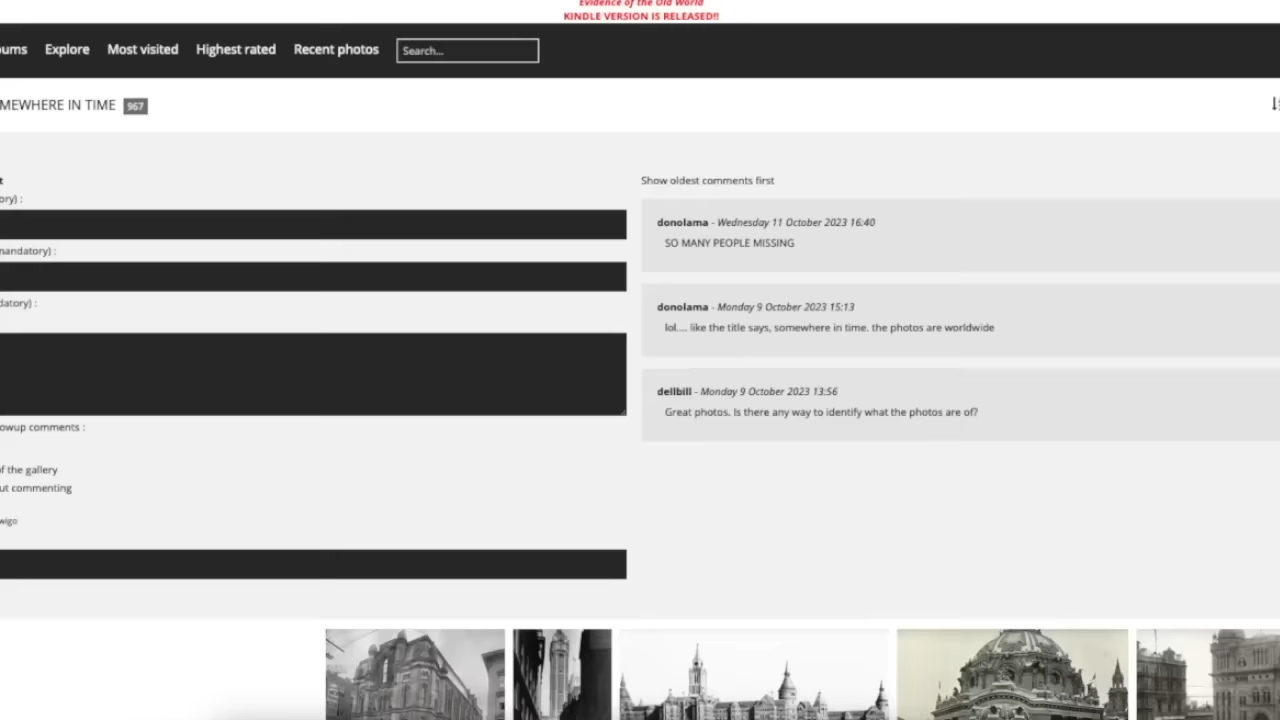 Evidence of the Old World
KINDLE VERSION IS RELEASED!!
ums Explore Most visited Highest rated Recent photos Search...
MEWHERE IN TIME 967
t
ory) :
mandatory) :
datory) :
owup comments :
of the gallery
ut commenting
wigo
Show oldest comments first
donolama - Wednesday 11 October 2023 16:40
SO MANY PEOPLE MISSING
donolama - Monday 9 October 2023 15:13
lol.... like the title says, somewhere in time. the photos are worldwide
dellbill - Monday 9 October 2023 13:56
Great photos. Is there any way to identify what the photos are of?